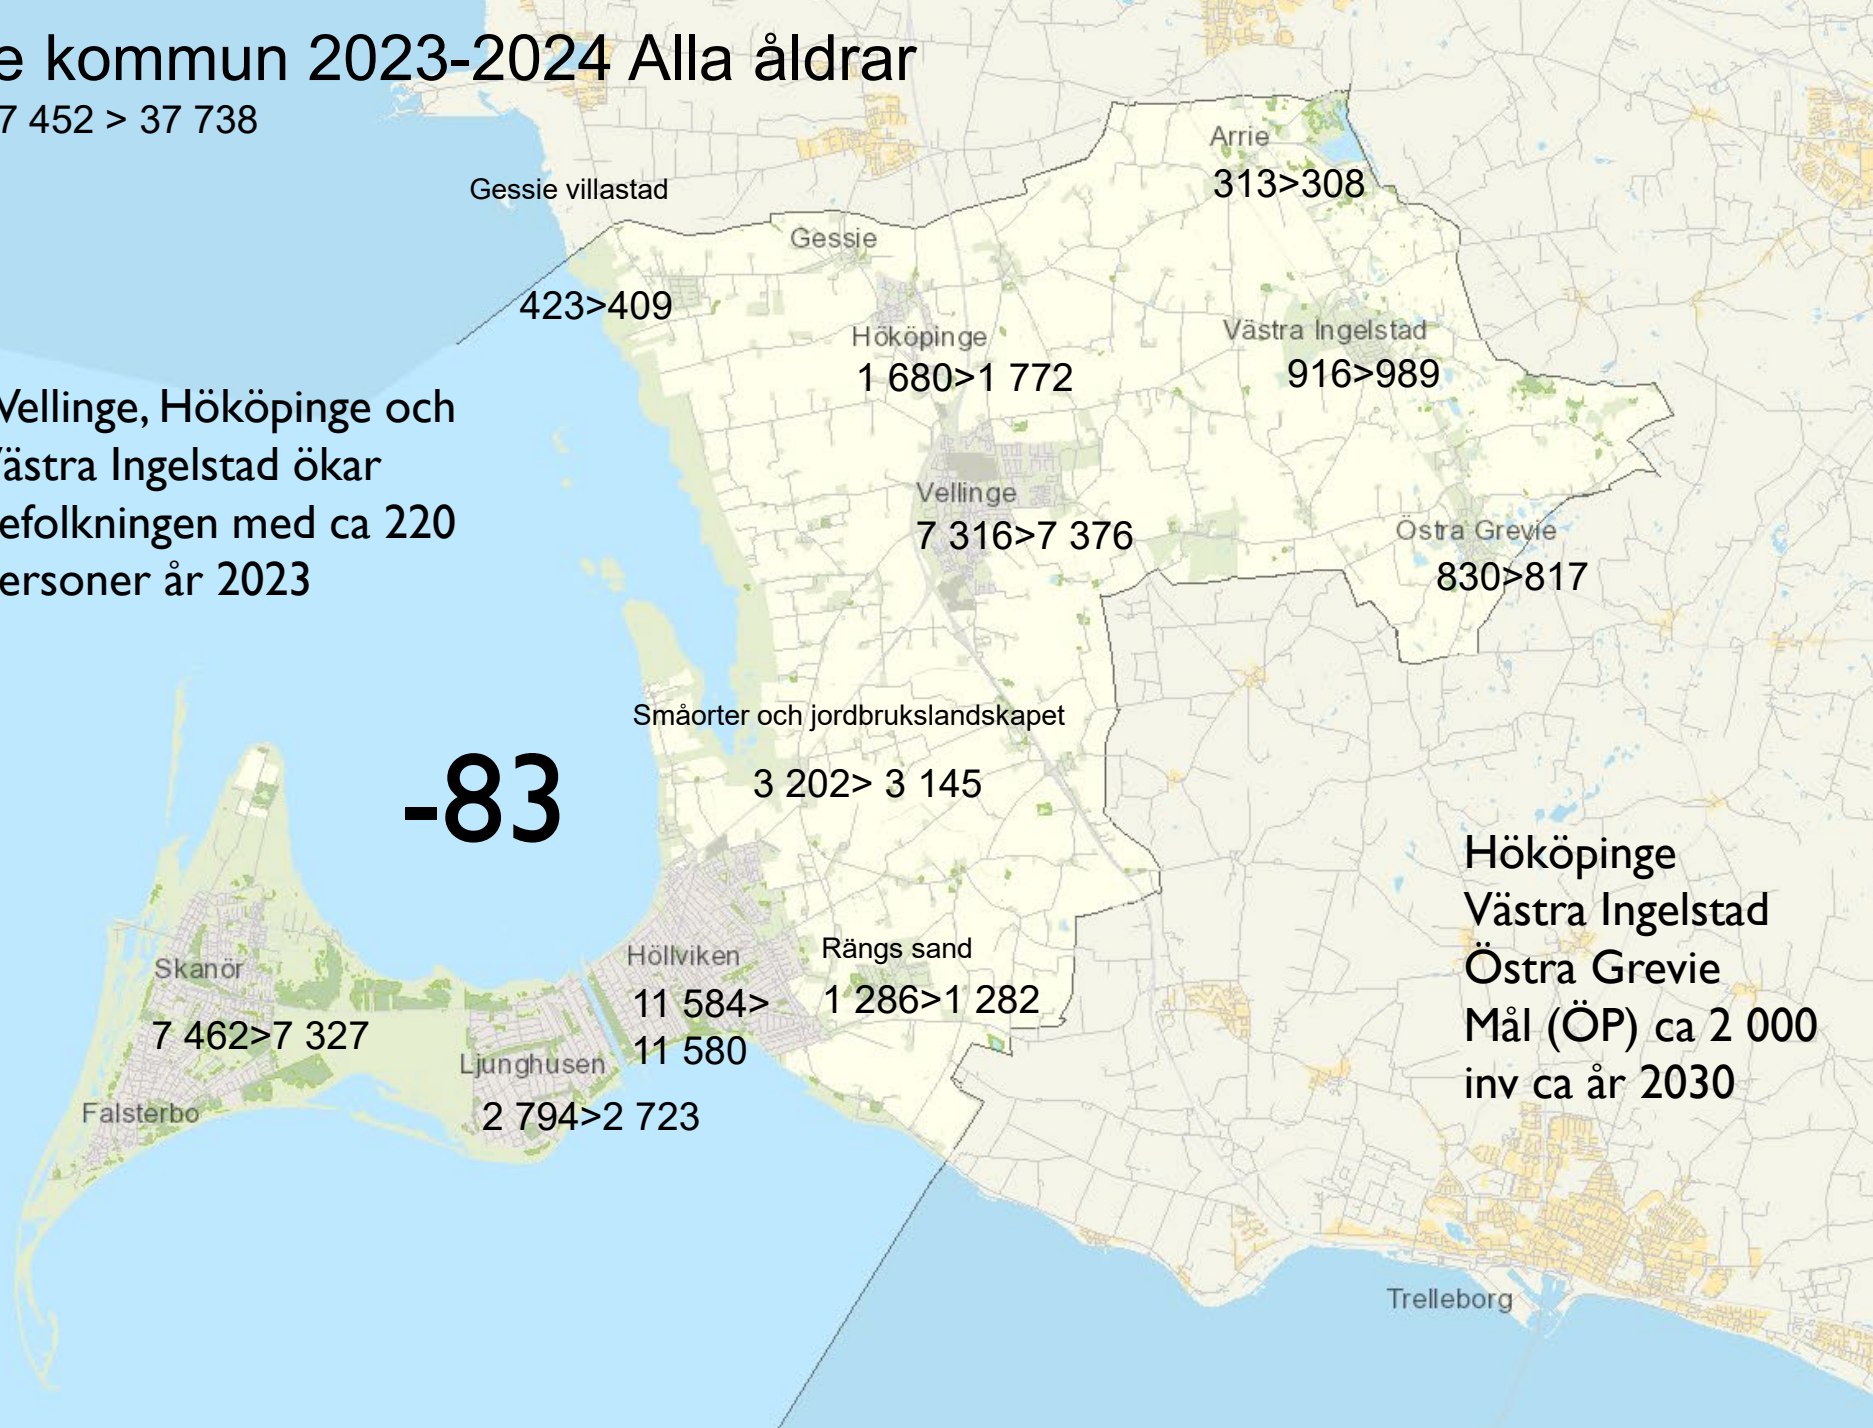 e kommun 2023-2024 Alla åldrar
7 452 > 37 738
Arrie
313>308
Gessie villastad
Gessie
423>409
Hököpinge
1 680>1 772
Västra Ingelstad
916>989
Vellinge, Hököpinge och
Västra Ingelstad ökar
efolkningen med ca 220
ersoner år 2023
Vellinge
7 316>7 376
Östra Grevie
830>817
Småorter och jordbrukslandskapet
3 202> 3 145
-83
Hököpinge
Västra Ingelstad
Östra Grevie
Mål (ÖP) ca 2 000
inv ca år 2030
Skanör
7 462>7 327
Höllviken
11 584>
11 580
Rängs sand
1 286>1 282
Ljunghusen
2 794>2 723
Falsterbo
Trelleborg